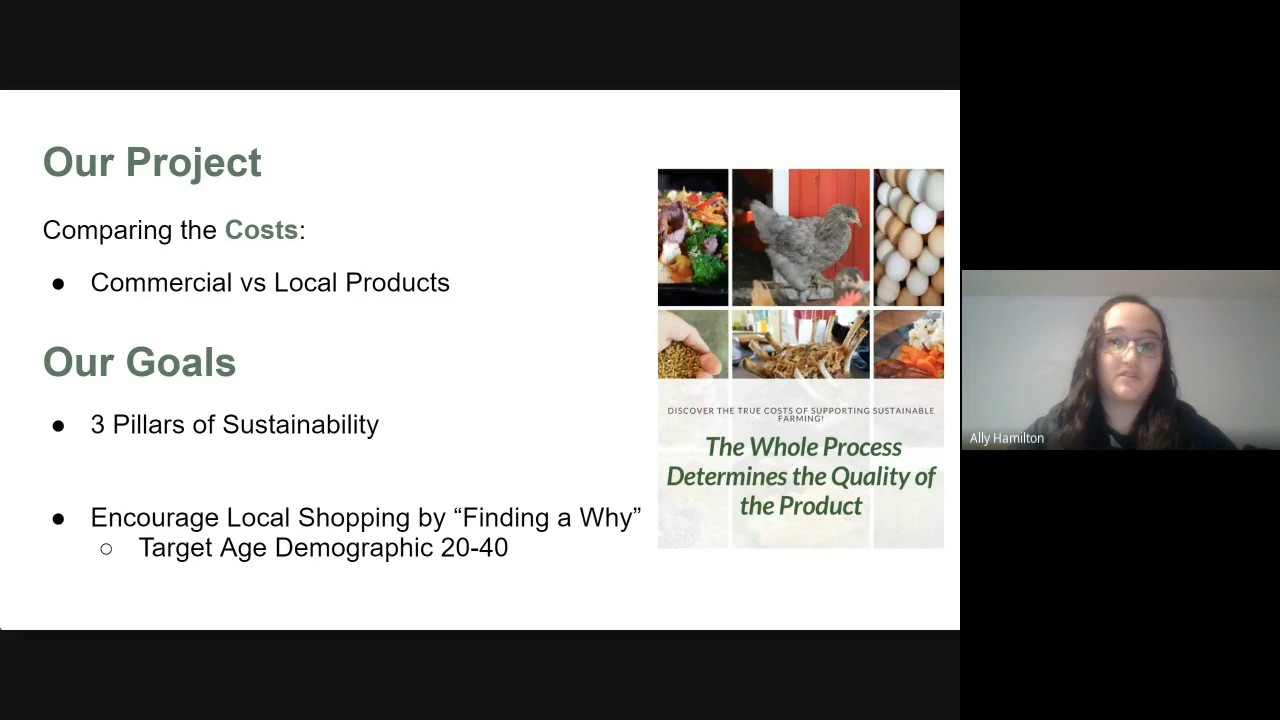 Our Project
Comparing the Costs:
● Commercial vs Local Products
Our Goals
● 3 Pillars of Sustainability
● Encourage Local Shopping by “Finding a Why”
○ Target Age Demographic 20-40
DISCOVER THE TRUE COSTS OF SUPPORTING SUSTAINABLE
FARMING!
The Whole Process
Determines the Quality of
the Product
Ally Hamilton